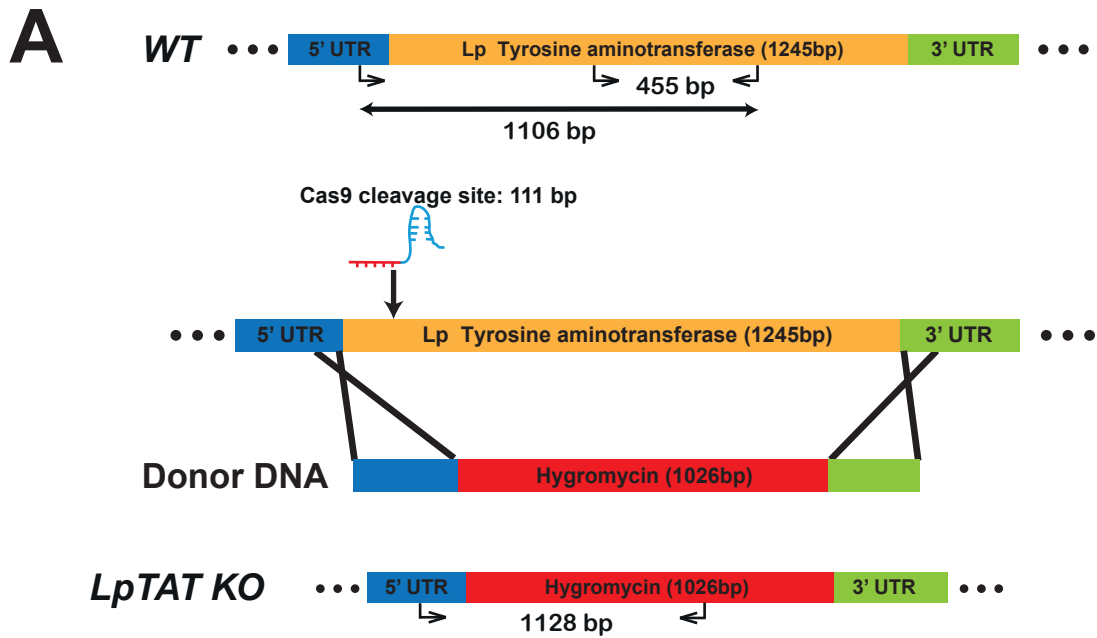 A
WT
5’ UTR
Lp Tyrosine aminotransferase (1245bp)
3’ UTR
455 bp
1106 bp
Cas9 cleavage site: 111 bp
5’ UTR
Lp Tyrosine aminotransferase (1245bp)
3’ UTR
Donor DNA
Hygromycin (1026bp)
LpTAT KO
5’ UTR
Hygromycin (1026bp)
3’ UTR
1128 bp